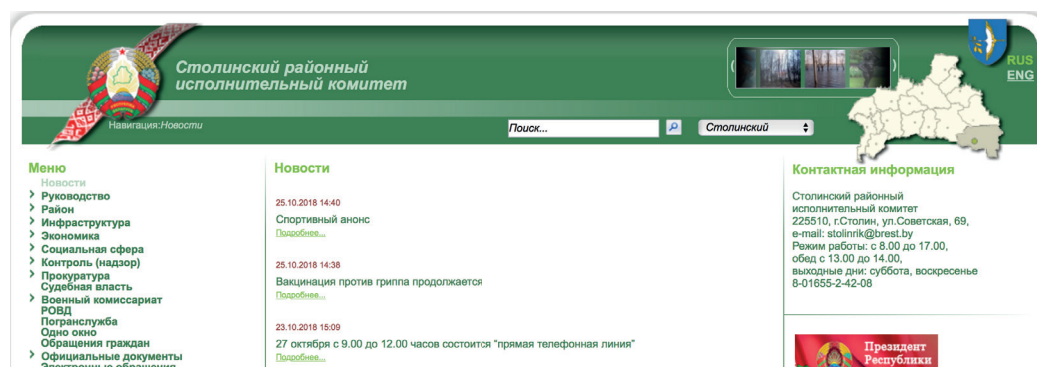 Столинский районный
исполнительный комитет
RUS
ENG
Навигация:Новости
Поиск...
Столинский
Меню
Новости
Руководство
Район
Инфраструктура
Экономика
Социальная сфера
Контроль (надзор)
Прокуратура
Судебная власть
Военный комиссариат
РОВД
Погранслужба
Одно окно
Обращения граждан
Официальные документы
Электронные обращения
Новости
25.10.2018 14:40
Спортивный анонс
Подробнее...
25.10.2018 14:38
Вакцинация против гриппа продолжается
Подробнее...
23.10.2018 15:09
27 октября с 9.00 до 12.00 часов состоится "прямая телефонная линия"
Подробнее...
Контактная информация
Столинский районный
исполнительный комитет
225510, г.Столин, ул.Советская, 69,
e-mail: stolinrik@brest.by
Режим работы: с 8.00 до 17.00,
обед с 13.00 до 14.00,
выходные дни: суббота, воскресенье
8-01655-2-42-08
Президент
Республики